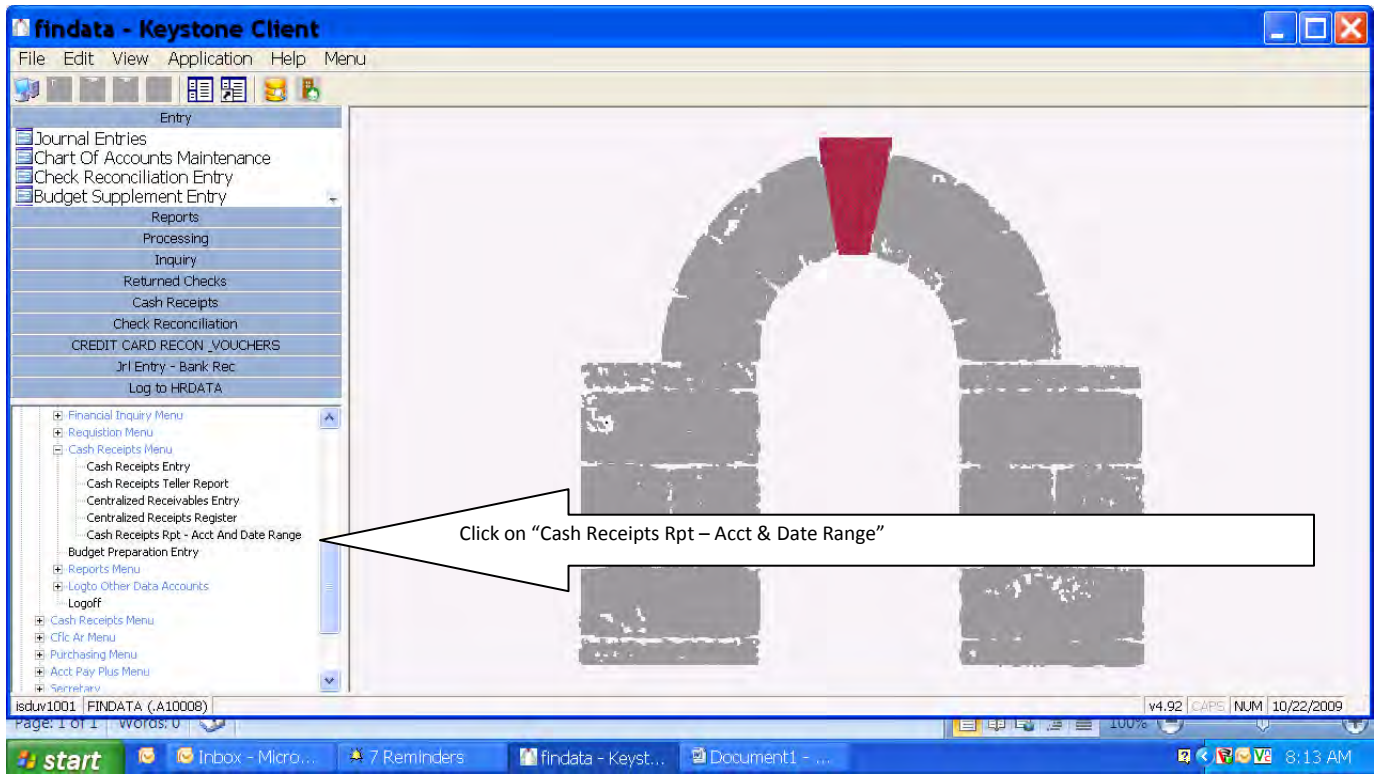 findata - Keystone Client
File Edit View Application Help Menu
Entry
Journal Entries
Chart Of Accounts Maintenance
Check Reconciliation Entry
Budget Supplement Entry
Reports
Processing
Inquiry
Returned Checks
Cash Receipts
Check Reconciliation
CREDIT CARD RECON _VOUCHERS
Jrl Entry - Bank Rec
Log to HRDATA
Financial Inquiry Menu
Requistion Menu
Cash Receipts Menu
Cash Receipts Entry
Cash Receipts Teller Report
Centralized Receivables Entry
Centralized Receipts Register
Cash Receipts Rpt - Acct And Date Range
Click on “Cash Receipts Rpt – Acct & Date Range”
Budget Preparation Entry
Reports Menu
Logto Other Data Accounts
Logoff
Cash Receipts Menu
Cflc Ar Menu
Purchasing Menu
Acct Pay Plus Menu
Secretary
isduv1001 FINDATA (.A10008) v4.92 CAPS NUM 10/22/2009
Page: 1 of 1 Words: 0 100%
start Inbox - Micro... 7 Reminders findata - Keyst... Document1 - ... 8:13 AM